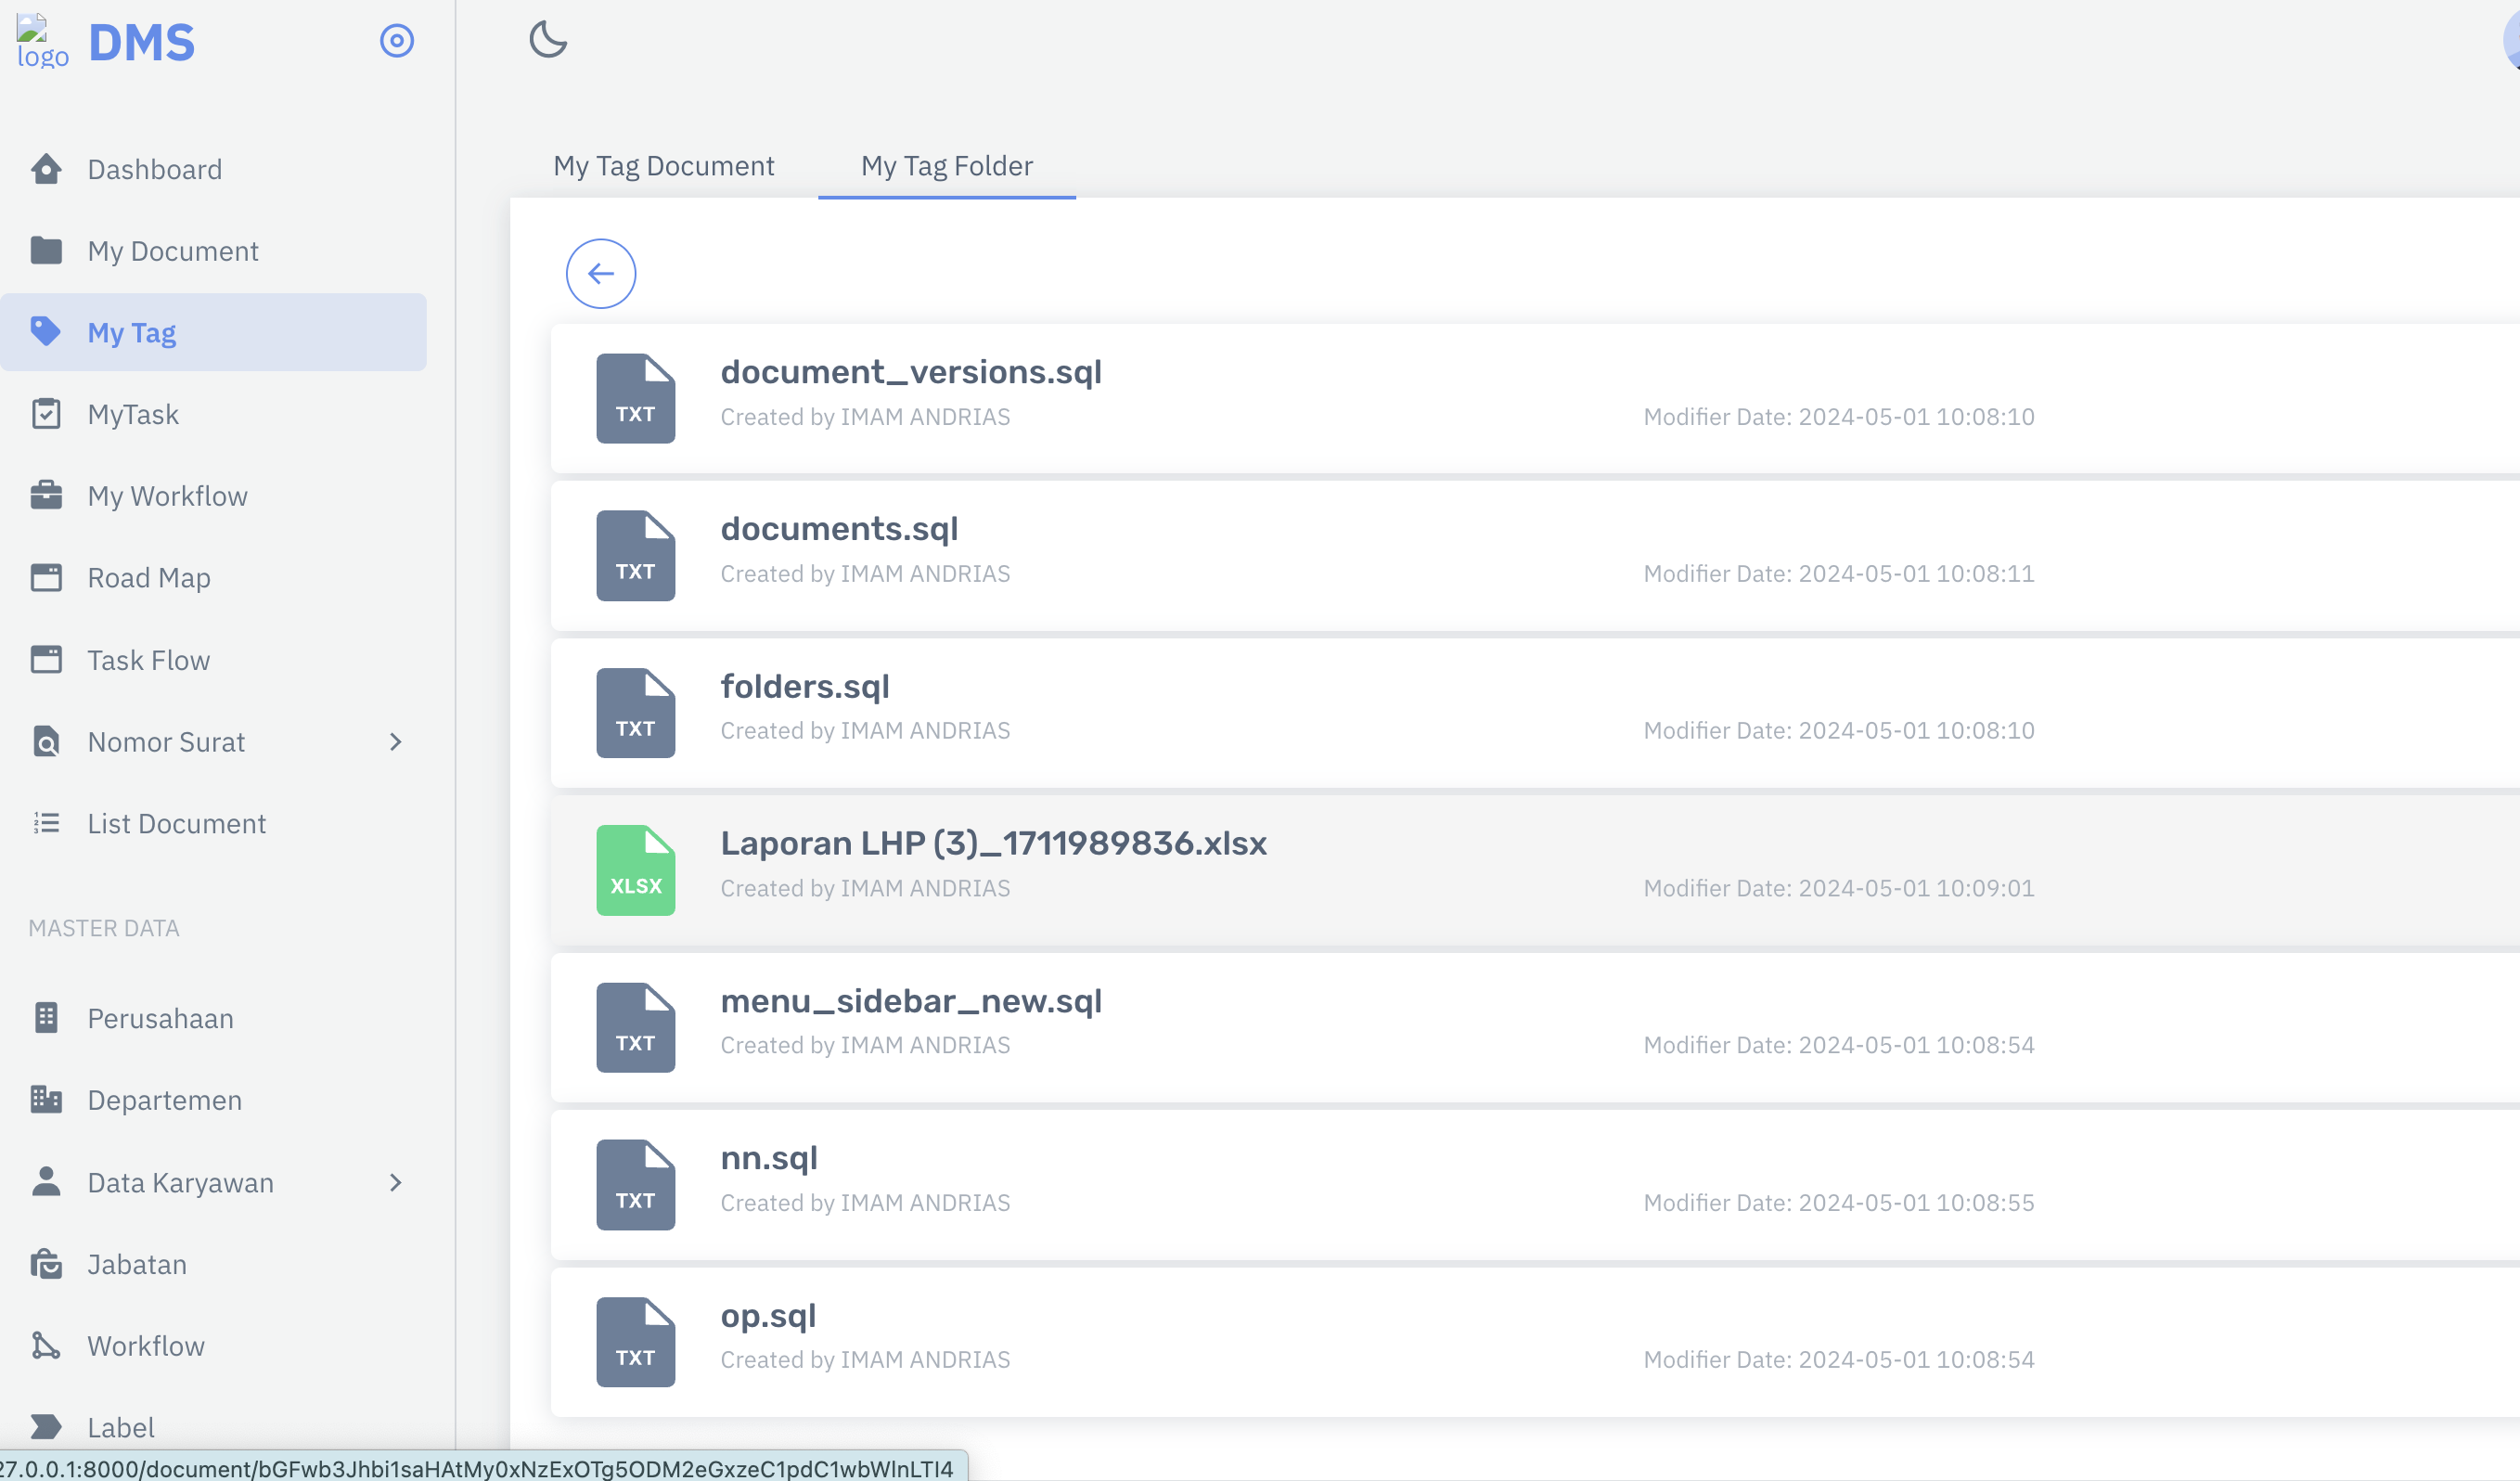 logo DMS
Dashboard
My Document
My Tag
MyTask
My Workflow
Road Map
Task Flow
Nomor Surat
List Document
MASTER DATA
Perusahaan
Departemen
Data Karyawan
Jabatan
Workflow
Label
My Tag Document My Tag Folder
TXT
document_versions.sql
Created by IMAM ANDRIAS
Modifier Date: 2024-05-01 10:08:10
TXT
documents.sql
Created by IMAM ANDRIAS
Modifier Date: 2024-05-01 10:08:11
TXT
folders.sql
Created by IMAM ANDRIAS
Modifier Date: 2024-05-01 10:08:10
XLSX
Laporan LHP (3)_1711989836.xlsx
Created by IMAM ANDRIAS
Modifier Date: 2024-05-01 10:09:01
TXT
menu_sidebar_new.sql
Created by IMAM ANDRIAS
Modifier Date: 2024-05-01 10:08:54
TXT
nn.sql
Created by IMAM ANDRIAS
Modifier Date: 2024-05-01 10:08:55
TXT
op.sql
Created by IMAM ANDRIAS
Modifier Date: 2024-05-01 10:08:54
27.0.0.1:8000/document/bGFwb3Jhbi1saHAtMy0xNzExOTg5ODM2eGxzeC1pdC1wbWlnLTI4